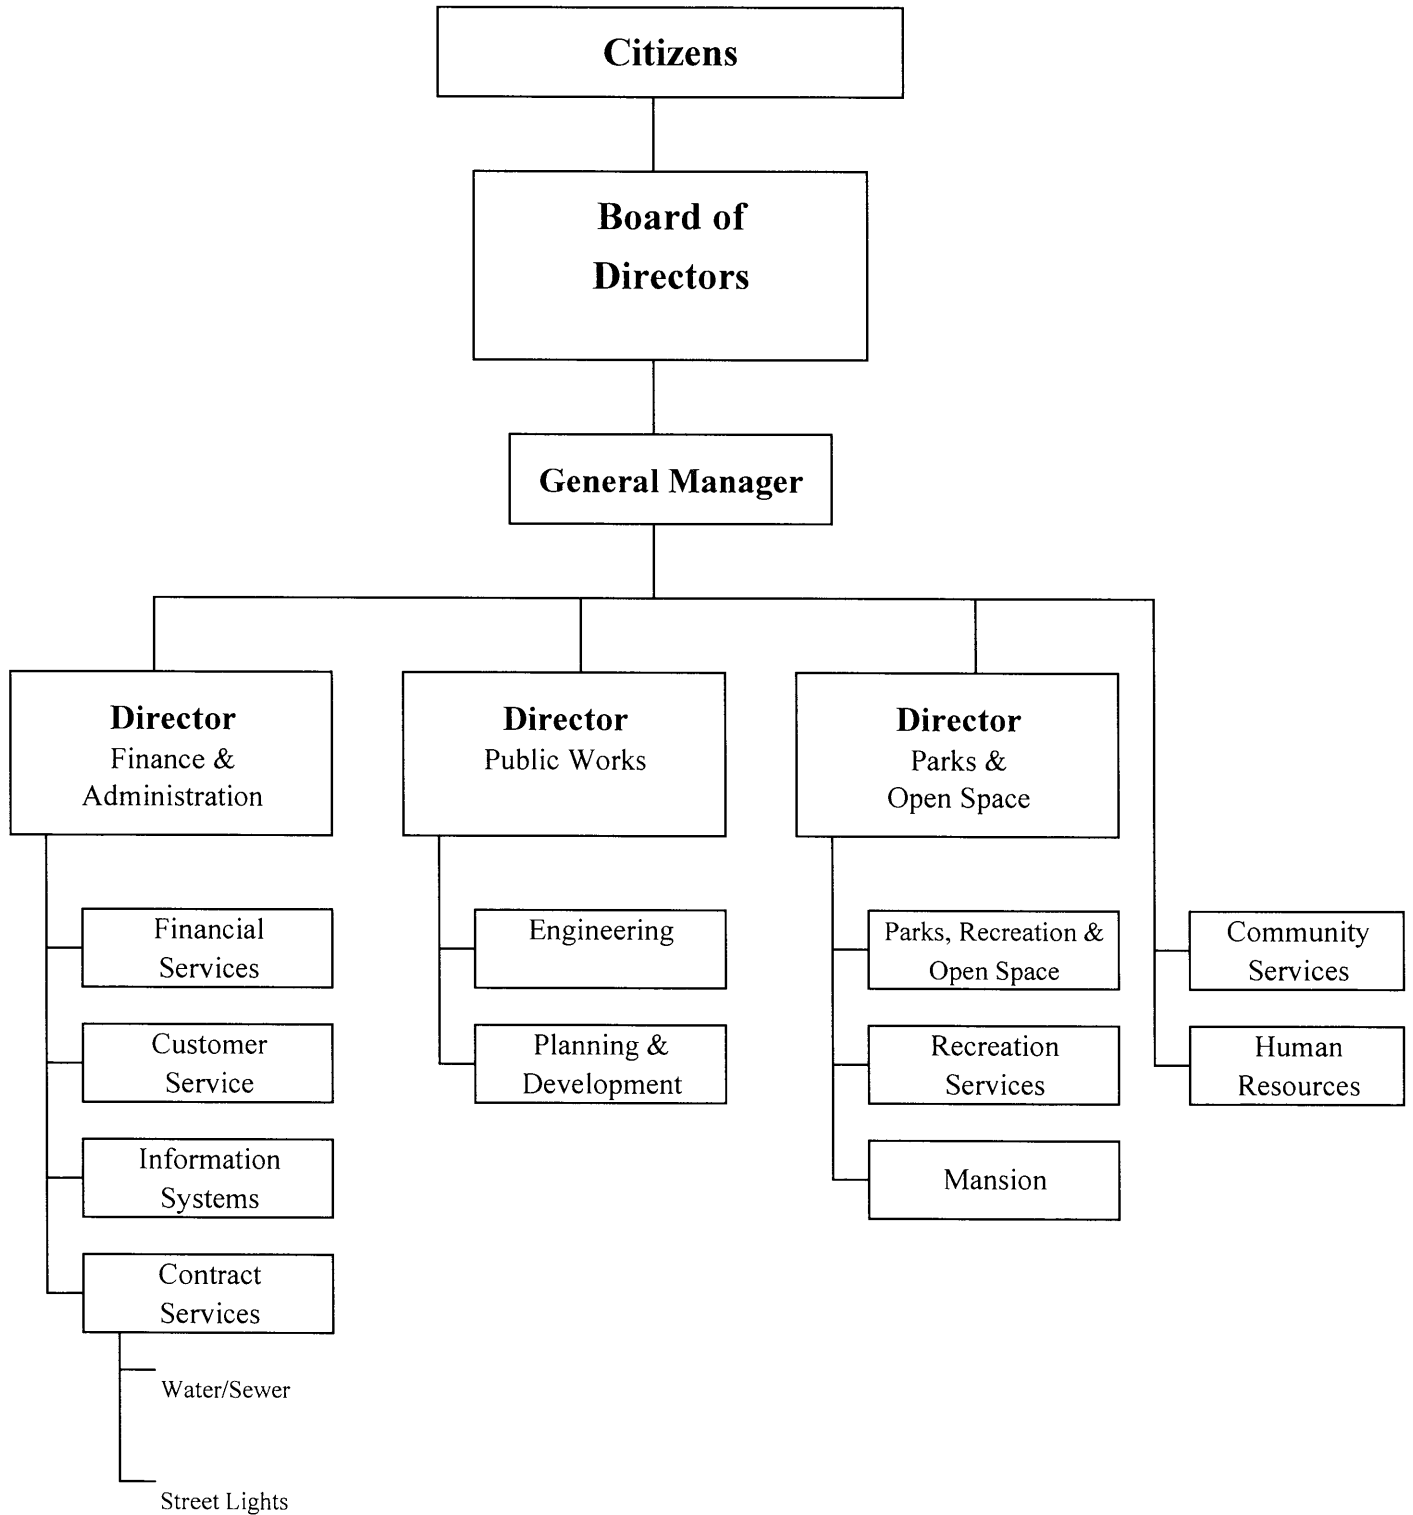 Citizens
Board of
Directors
General Manager
Director
Finance &
Administration
Director
Public Works
Director
Parks &
Open Space
Financial
Services
Engineering
Parks, Recreation &
Open Space
Community
Services
Customer
Service
Planning &
Development
Recreation
Services
Human
Resources
Information
Systems
Mansion
Contract
Services
Water/Sewer
Street Lights